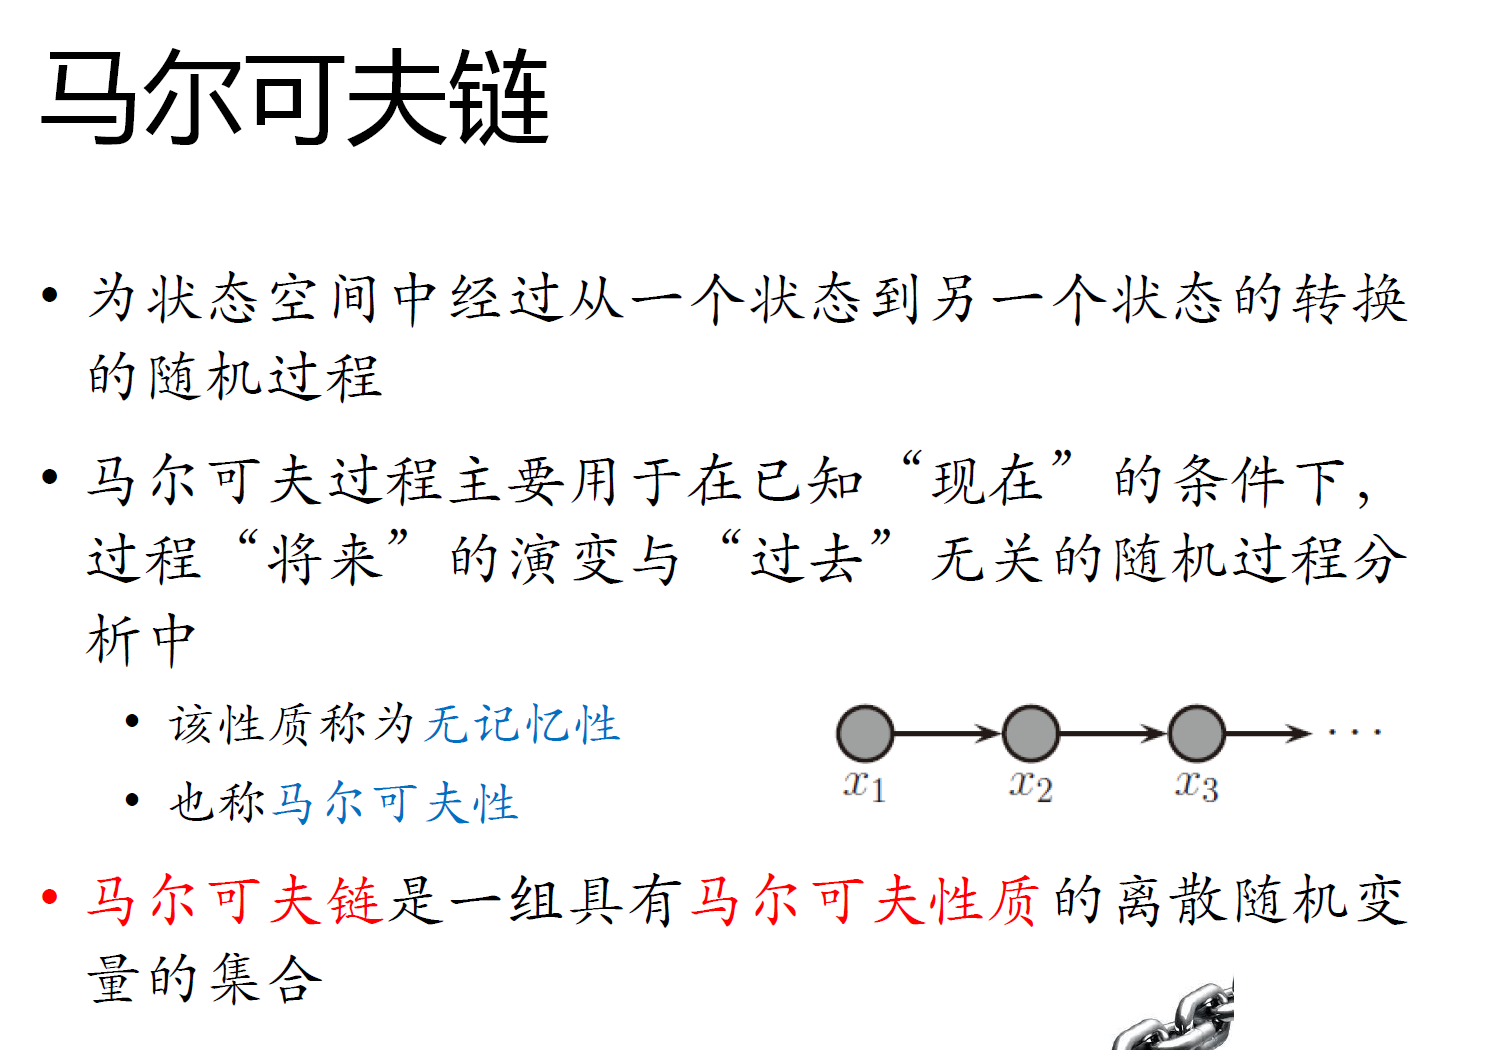 马尔可夫链
• 为状态空间中经过从一个状态到另一个状态的转换
的随机过程
• 马尔可夫过程主要用于在已知“现在”的条件下，
过程“将来”的演变与“过去”无关的随机过程分
析中
• 该性质称为无记忆性
• 也称马尔可夫性
x₁ x₂ x₃ ···
• 马尔可夫链是一组具有马尔可夫性质的离散随机变
量的集合